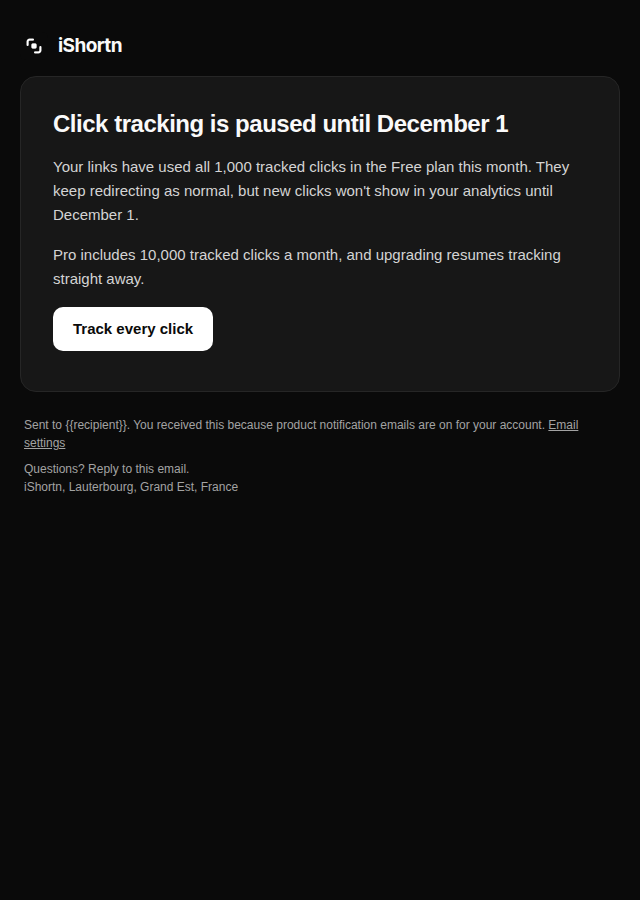 iShortn
Click tracking is paused until December 1
Your links have used all 1,000 tracked clicks in the Free plan this month. They
keep redirecting as normal, but new clicks won't show in your analytics until
December 1.
Pro includes 10,000 tracked clicks a month, and upgrading resumes tracking
straight away.
Track every click
Sent to {{recipient}}. You received this because product notification emails are on for your account. Email
settings
Questions? Reply to this email.
iShortn, Lauterbourg, Grand Est, France